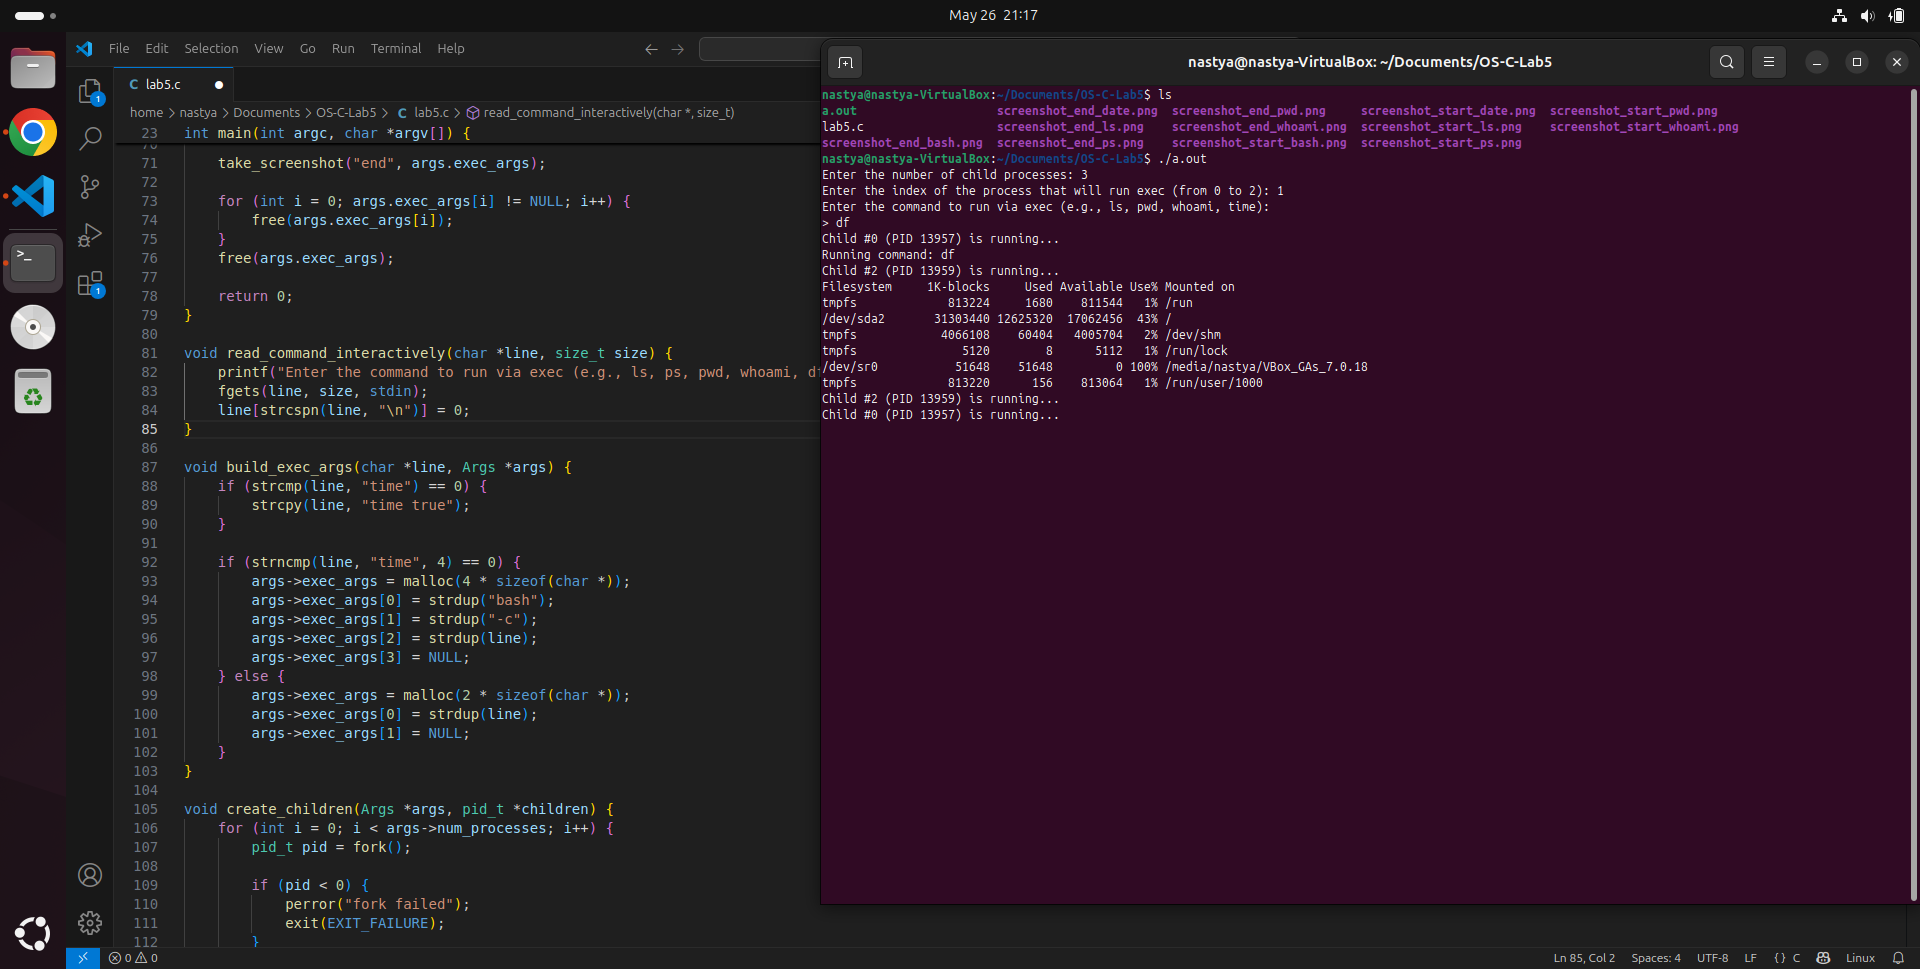 May 26 21:17
File Edit Selection View Go Run Terminal Help
C lab5.c
home > nastya > Documents > OS-C-Lab5 > C lab5.c > read_command_interactively(char *, size_t)
23 int main(int argc, char *argv[]) {
71 take_screenshot("end", args.exec_args);
72
73 for (int i = 0; args.exec_args[i] != NULL; i++) {
74 free(args.exec_args[i]);
75 }
76 free(args.exec_args);
77
78 return 0;
79 }
80
81 void read_command_interactively(char *line, size_t size) {
82 printf("Enter the command to run via exec (e.g., ls, ps, pwd, whoami, d
83 fgets(line, size, stdin);
84 line[strcspn(line, "\n")] = 0;
85 }
86
87 void build_exec_args(char *line, Args *args) {
88 if (strcmp(line, "time") == 0) {
89 strcpy(line, "time true");
90 }
91
92 if (strncmp(line, "time", 4) == 0) {
93 args->exec_args = malloc(4 * sizeof(char *));
94 args->exec_args[0] = strdup("bash");
95 args->exec_args[1] = strdup("-c");
96 args->exec_args[2] = strdup(line);
97 args->exec_args[3] = NULL;
98 } else {
99 args->exec_args = malloc(2 * sizeof(char *));
100 args->exec_args[0] = strdup(line);
101 args->exec_args[1] = NULL;
102 }
103 }
104
105 void create_children(Args *args, pid_t *children) {
106 for (int i = 0; i < args->num_processes; i++) {
107 pid_t pid = fork();
108
109 if (pid < 0) {
110 perror("fork failed");
111 exit(EXIT_FAILURE);
112 }
nastya@nastya-VirtualBox: ~/Documents/OS-C-Lab5
nastya@nastya-VirtualBox:~/Documents/OS-C-Lab5$ ls
a.out screenshot_end_date.png screenshot_end_pwd.png screenshot_start_date.png screenshot_start_pwd.png
lab5.c screenshot_end_ls.png screenshot_end_whoami.png screenshot_start_ls.png screenshot_start_whoami.png
screenshot_end_bash.png screenshot_end_ps.png screenshot_start_bash.png screenshot_start_ps.png
nastya@nastya-VirtualBox:~/Documents/OS-C-Lab5$ ./a.out
Enter the number of child processes: 3
Enter the index of the process that will run exec (from 0 to 2): 1
Enter the command to run via exec (e.g., ls, pwd, whoami, time):
> df
Child #0 (PID 13957) is running...
Running command: df
Child #2 (PID 13959) is running...
Filesystem 1K-blocks Used Available Use% Mounted on
tmpfs 813224 1680 811544 1% /run
/dev/sda2 31303440 12625320 17062456 43% /
tmpfs 4066108 60404 4005704 2% /dev/shm
tmpfs 5120 8 5112 1% /run/lock
/dev/sr0 51648 51648 0 100% /media/nastya/VBox_GAs_7.0.18
tmpfs 813220 156 813064 1% /run/user/1000
Child #2 (PID 13959) is running...
Child #0 (PID 13957) is running...
1
1
>_
0 0
Ln 85, Col 2 Spaces: 4 UTF-8 LF {} C Linux